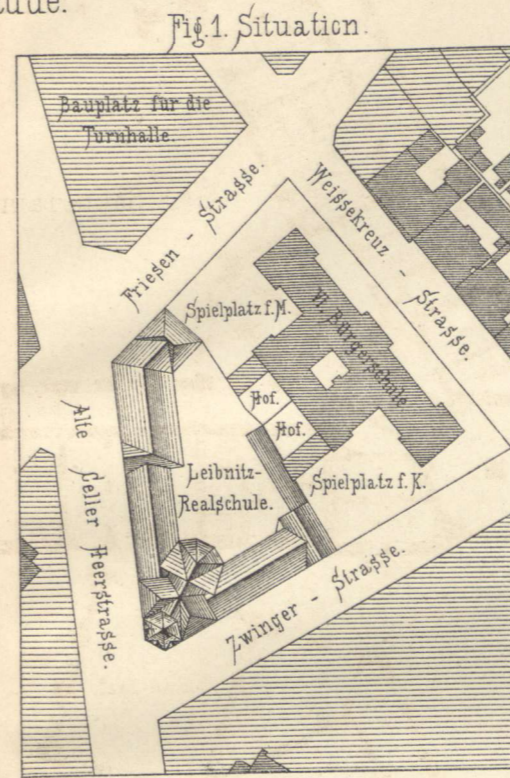 Fig. 1. Situation.
Bauplatz für die
Turnhalle.
Friesen - Strasse.
Weissekreuz - Strasse.
Spielplatz f. M.
VI. Bürgerschule
Hof.
Hof.
Leibnitz-
Realschule.
Spielplatz f. K.
Alte Celler Heerstrasse.
Zwinger - Strasse.